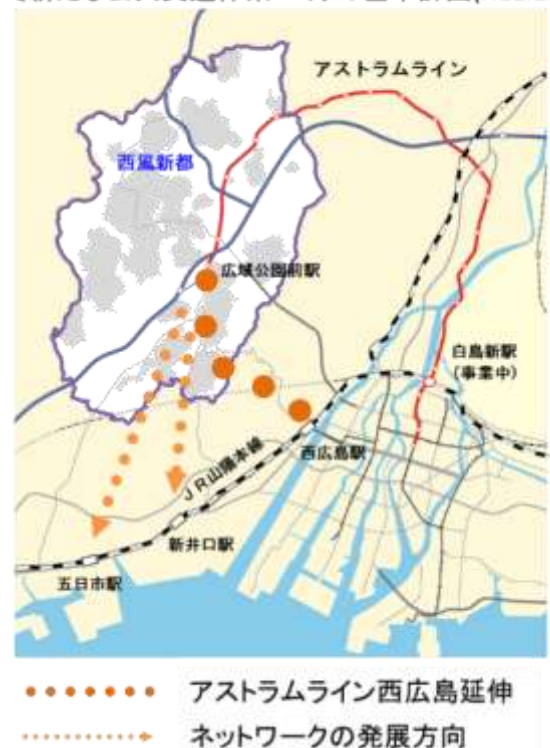 アストラムライン
西風新都
広域公園前駅
白島新駅
(事業中)
西広島駅
JR山陽本線
新井口駅
五日市駅
アストラムライン西広島延伸
ネットワークの発展方向